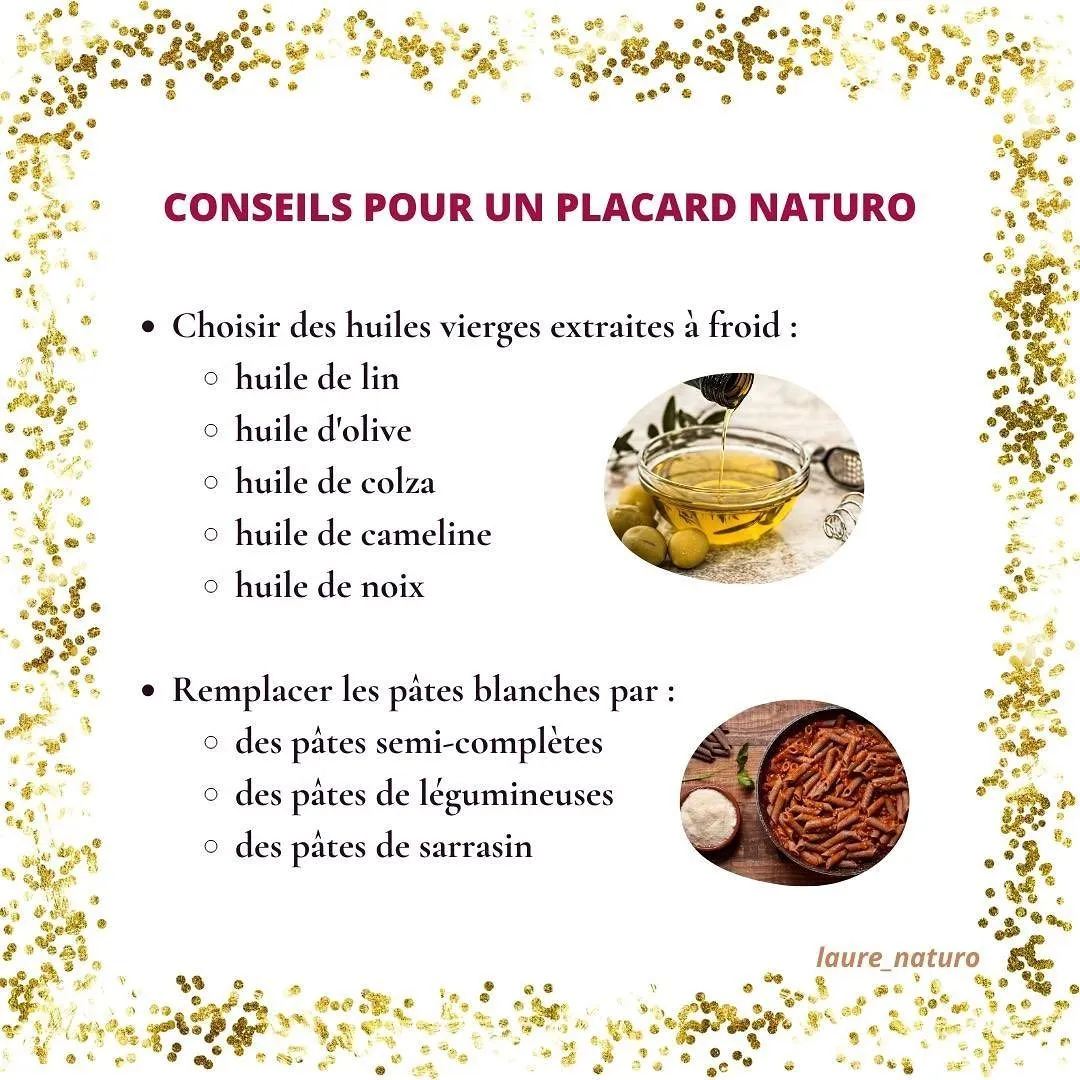 CONSEILS POUR UN PLACARD NATURO
• Choisir des huiles vierges extraites à froid :
○ huile de lin
○ huile d'olive
○ huile de colza
○ huile de cameline
○ huile de noix
• Remplacer les pâtes blanches par :
○ des pâtes semi-complètes
○ des pâtes de légumineuses
○ des pâtes de sarrasin
laure_naturo